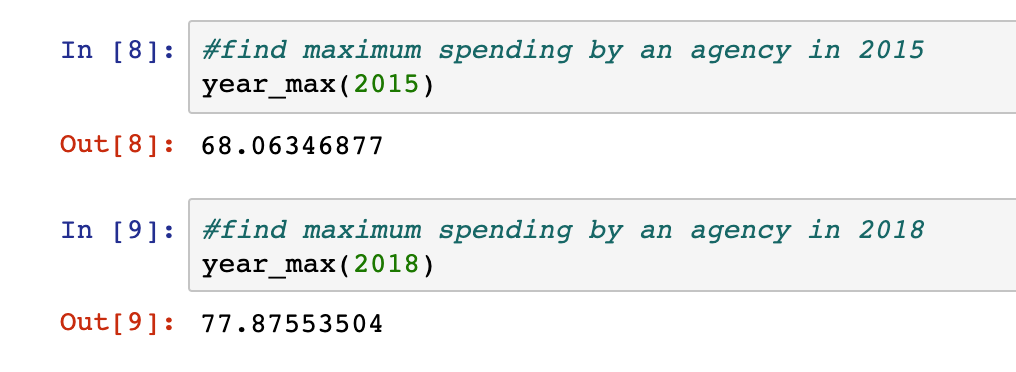 In [8]: #find maximum spending by an agency in 2015
year_max(2015)
Out[8]: 68.06346877
In [9]: #find maximum spending by an agency in 2018
year_max(2018)
Out[9]: 77.87553504